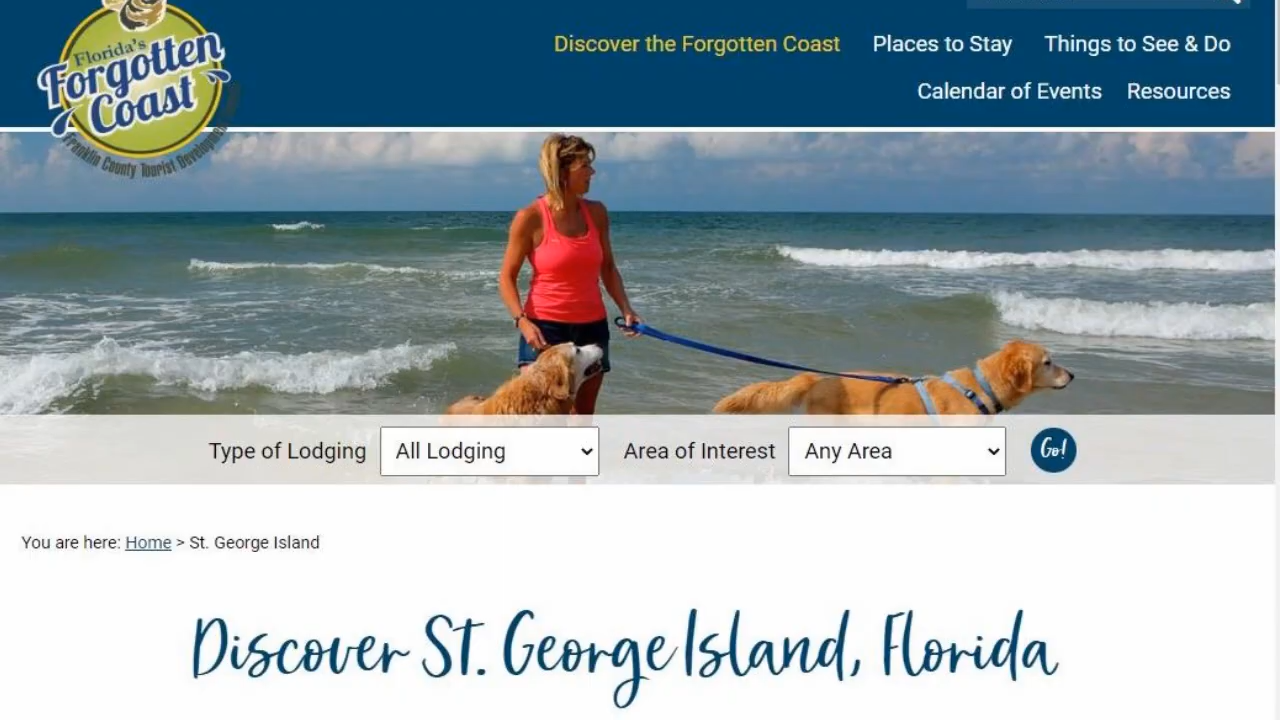 Florida's
Forgotten
Coast
Franklin County Tourist Development
Discover the Forgotten Coast Places to Stay Things to See & Do
Calendar of Events Resources
Type of Lodging All Lodging Area of Interest Any Area Go!
You are here: Home > St. George Island
Discover St. George Island, Florida